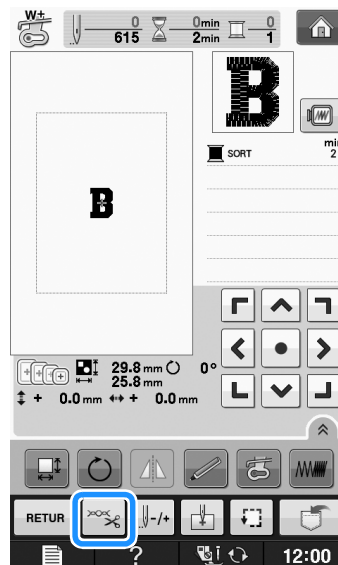 W±
0 0min 0
615 2min 1
B
SORT
min
2
B
29.8 mm 0°
25.8 mm
+ 0.0 mm + 0.0 mm
RETUR
-/+
?
12:00